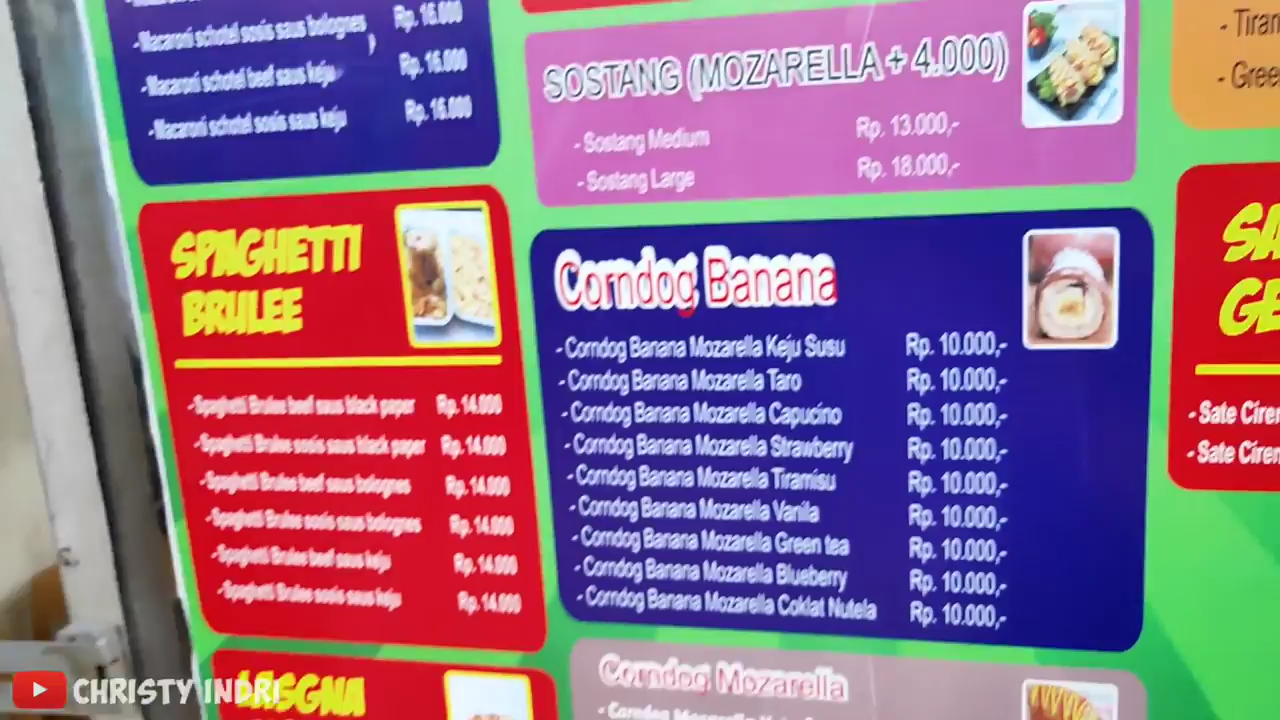 - Macaroni schotel sosis saus bolognes Rp. 16.000
- Macaroni schotel beef saus keju Rp. 16.000
- Macaroni schotel sosis saus keju Rp. 16.000
SPAGHETTI
BRULEE
- Spaghetti Brulee beef saus black paper Rp. 14.000
- Spaghetti Brulee sosis saus black paper Rp. 14.000
- Spaghetti Brulee beef saus bolognes Rp. 14.000
- Spaghetti Brulee sosis saus bolognes Rp. 14.000
- Spaghetti Brulee beef saus keju Rp. 14.000
- Spaghetti Brulee sosis saus keju Rp. 14.000
SOSTANG (MOZARELLA + 4.000)
- Sostang Medium Rp. 13.000,-
- Sostang Large Rp. 18.000,-
Corndog Banana
- Corndog Banana Mozarella Keju Susu Rp. 10.000,-
- Corndog Banana Mozarella Taro Rp. 10.000,-
- Corndog Banana Mozarella Capucino Rp. 10.000,-
- Corndog Banana Mozarella Strawberry Rp. 10.000,-
- Corndog Banana Mozarella Tiramisu Rp. 10.000,-
- Corndog Banana Mozarella Vanila Rp. 10.000,-
- Corndog Banana Mozarella Green tea Rp. 10.000,-
- Corndog Banana Mozarella Blueberry Rp. 10.000,-
- Corndog Banana Mozarella Coklat Nutela Rp. 10.000,-
Corndog Mozarella
- Tiram
- Gree
SA
GE
- Sate Ciren
- Sate Ciren
CHRISTY INDRI